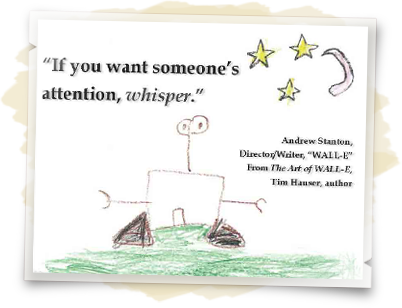 “If you want someone’s
attention, whisper.”
Andrew Stanton,
Director/Writer, “WALL-E”
From The Art of WALL-E,
Tim Hauser, author